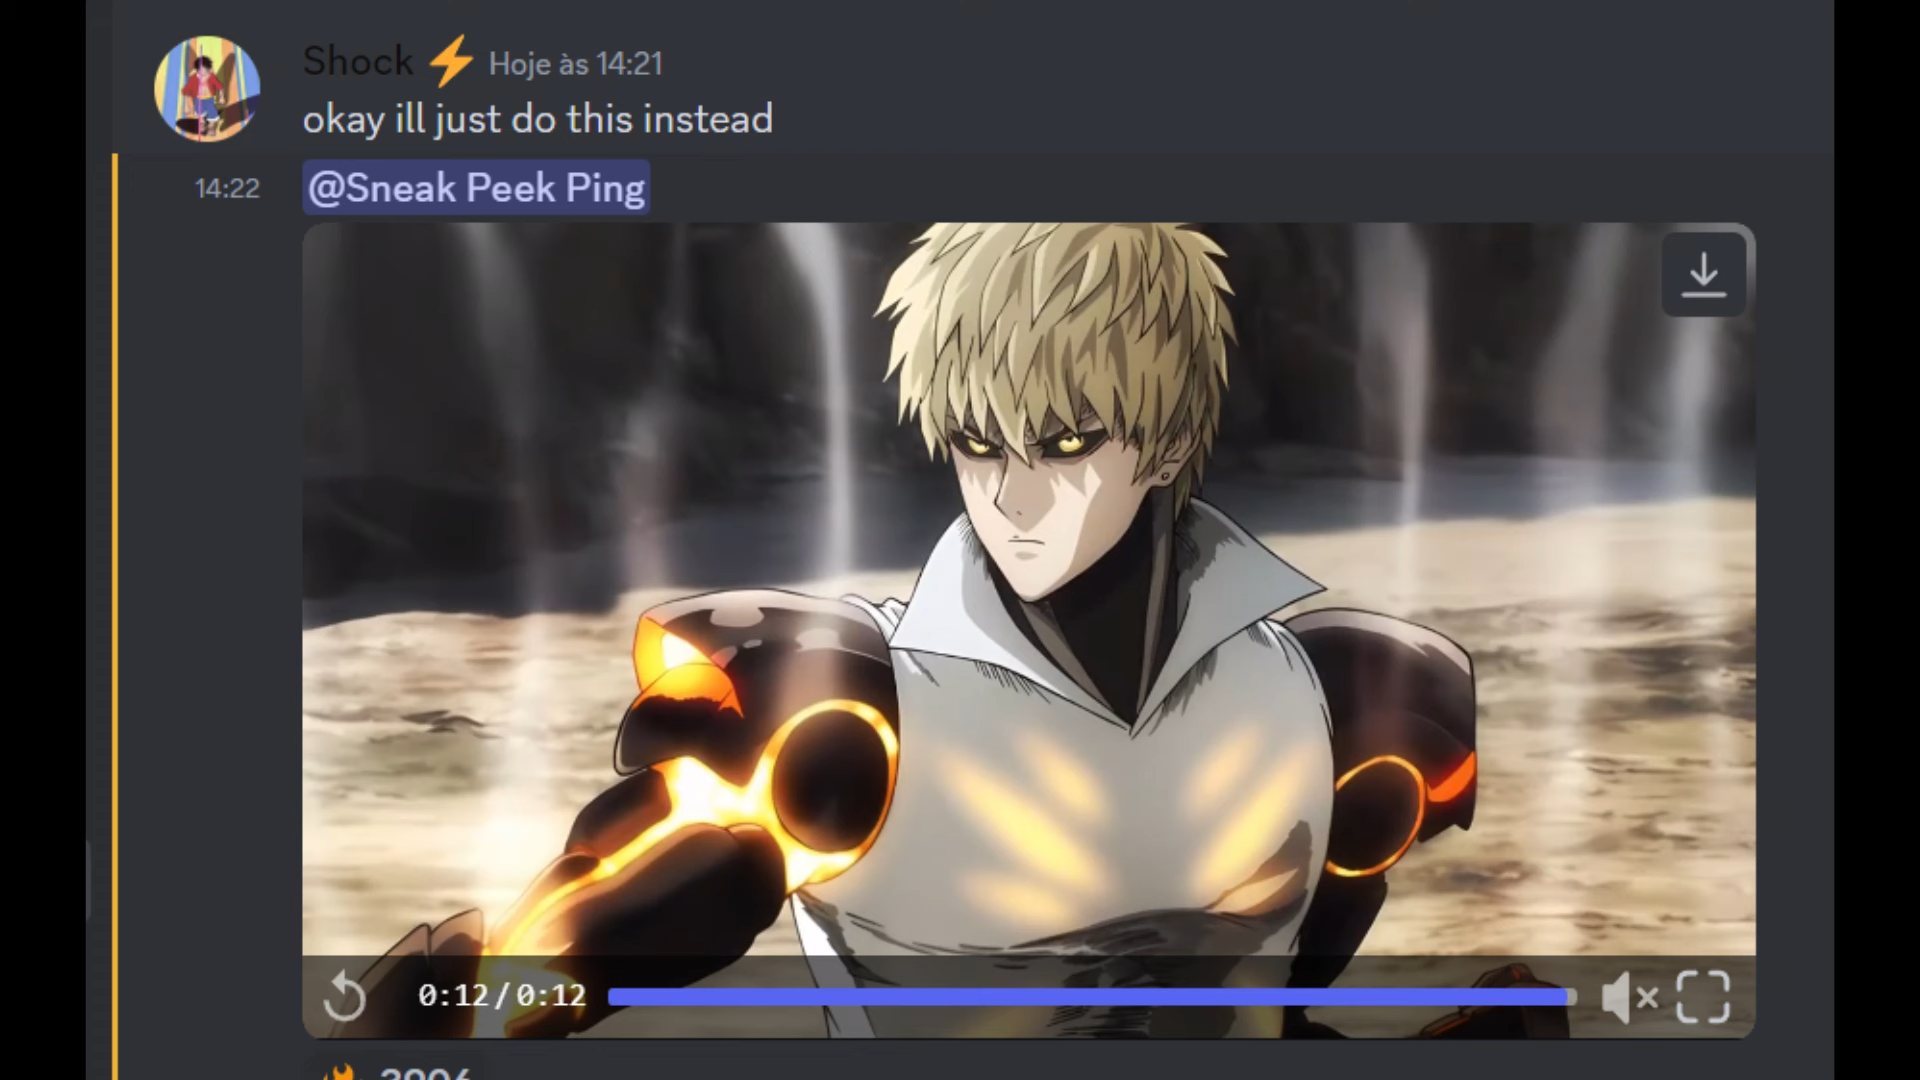 Shock ⚡ Hoje às 14:21
okay ill just do this instead
14:22 @Sneak Peek Ping
0:12/0:12
3906